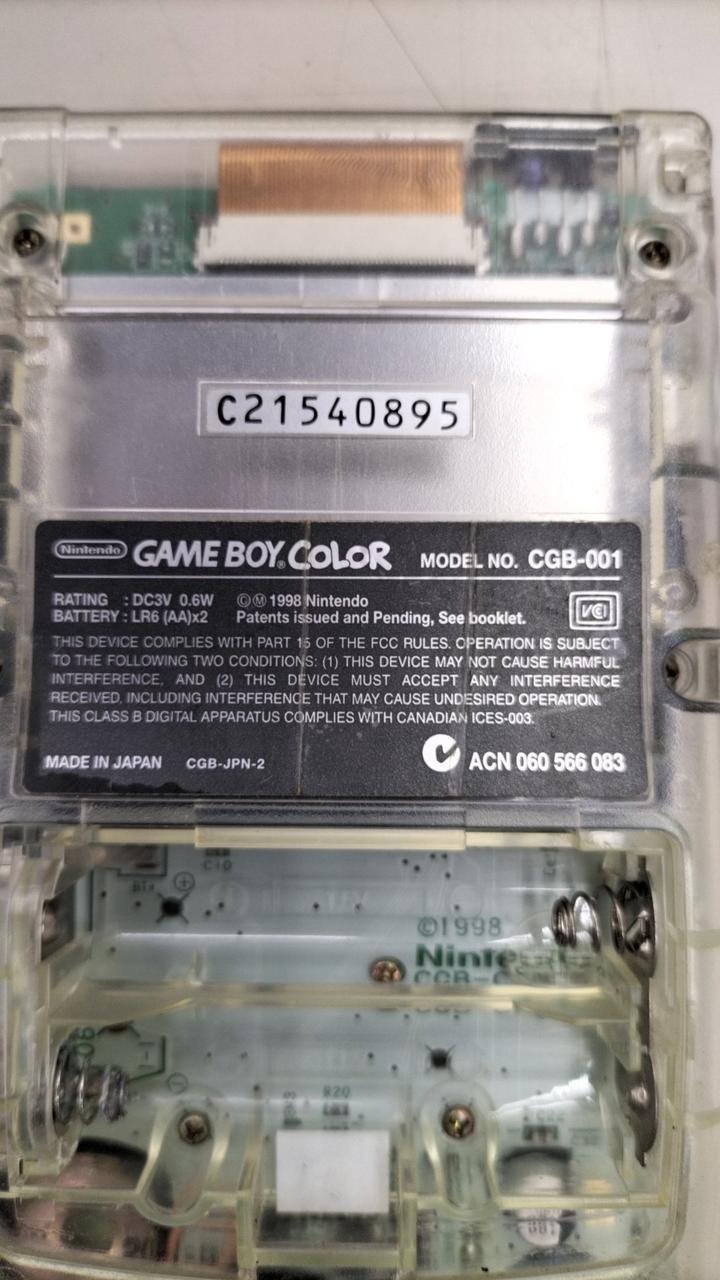 C21540895
Nintendo GAME BOY COLOR MODEL NO. CGB-001
RATING : DC3V 0.6W ©Ⓜ 1998 Nintendo
BATTERY : LR6 (AA)x2 Patents issued and Pending, See booklet.
VCI
THIS DEVICE COMPLIES WITH PART 15 OF THE FCC RULES. OPERATION IS SUBJECT
TO THE FOLLOWING TWO CONDITIONS: (1) THIS DEVICE MAY NOT CAUSE HARMFUL
INTERFERENCE, AND (2) THIS DEVICE MUST ACCEPT ANY INTERFERENCE
RECEIVED, INCLUDING INTERFERENCE THAT MAY CAUSE UNDESIRED OPERATION.
THIS CLASS B DIGITAL APPARATUS COMPLIES WITH CANADIAN ICES-003.
MADE IN JAPAN CGB-JPN-2 ACN 060 566 083
C10
©1998
R20